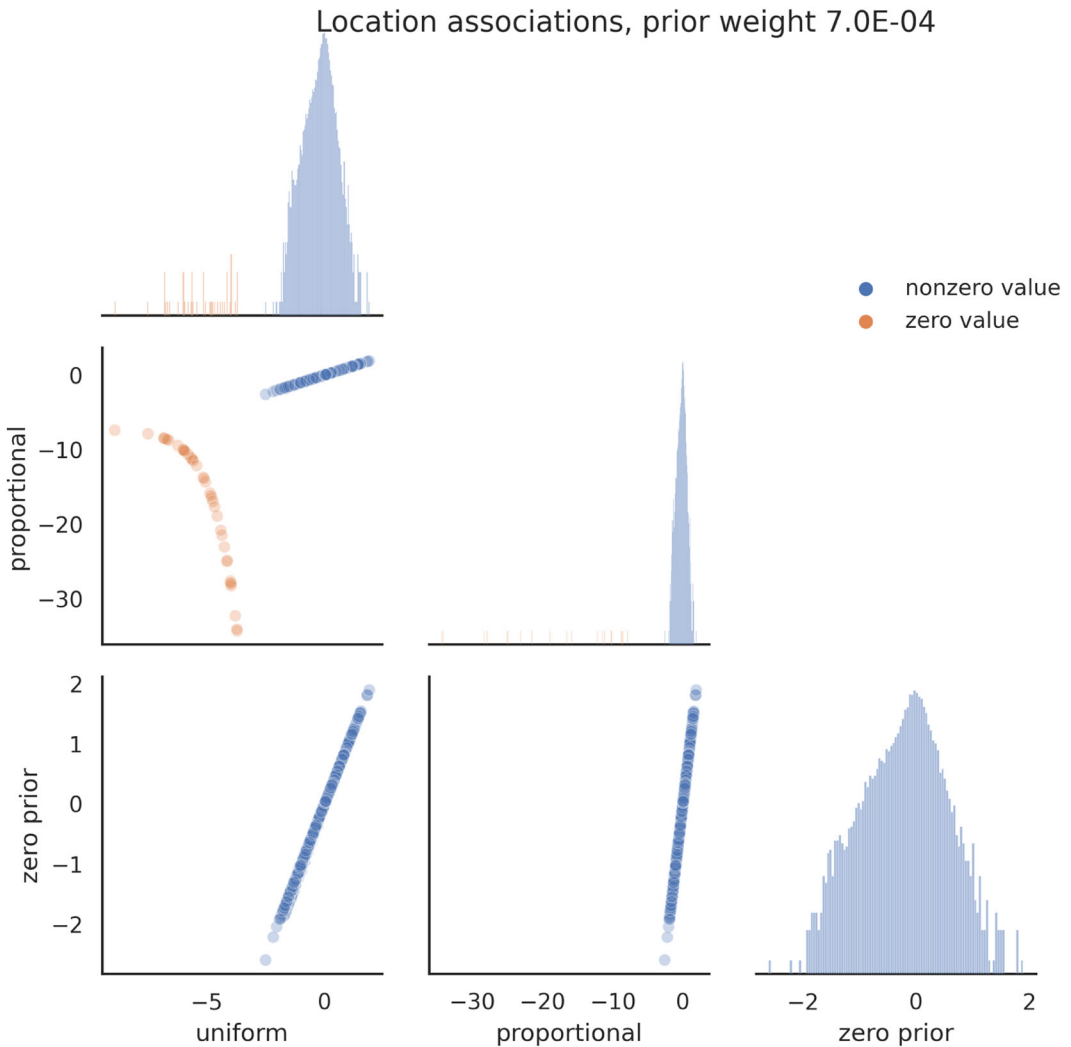 Location associations, prior weight 7.0E-04
nonzero value
zero value
0
−10
−20
−30
proportional
2
1
0
−1
−2
zero prior
−5 0
uniform
−30 −20 −10 0
proportional
−2 0 2
zero prior